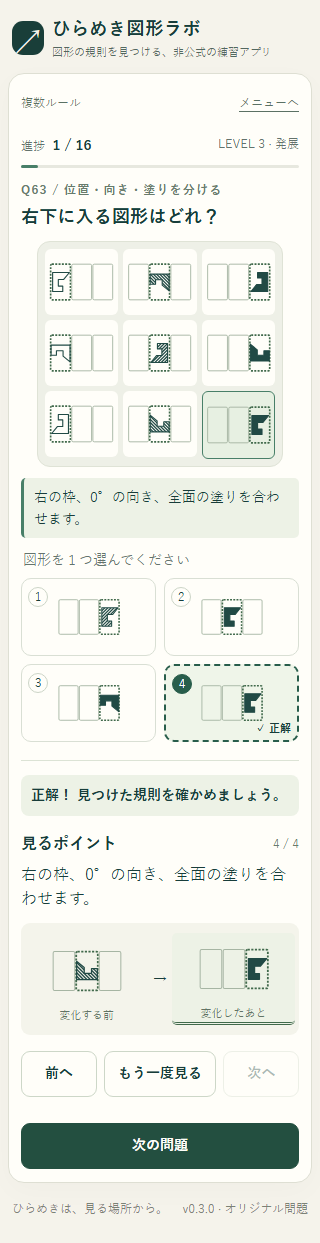 ひらめき図形ラボ
図形の規則を見つける、非公式の練習アプリ
複数ルール
メニューへ
進捗 1 / 16
LEVEL 3 · 発展
Q63 / 位置・向き・塗りを分ける
右下に入る図形はどれ？
右の枠、0°の向き、全面の塗りを合わ
せます。
図形を1つ選んでください
1
2
3
4
✓ 正解
正解！ 見つけた規則を確かめましょう。
見るポイント
4 / 4
右の枠、0°の向き、全面の塗りを合
わせます。
→
変化する前
変化したあと
前へ
もう一度見る
次へ
次の問題
ひらめきは、見る場所から。
v0.3.0 · オリジナル問題